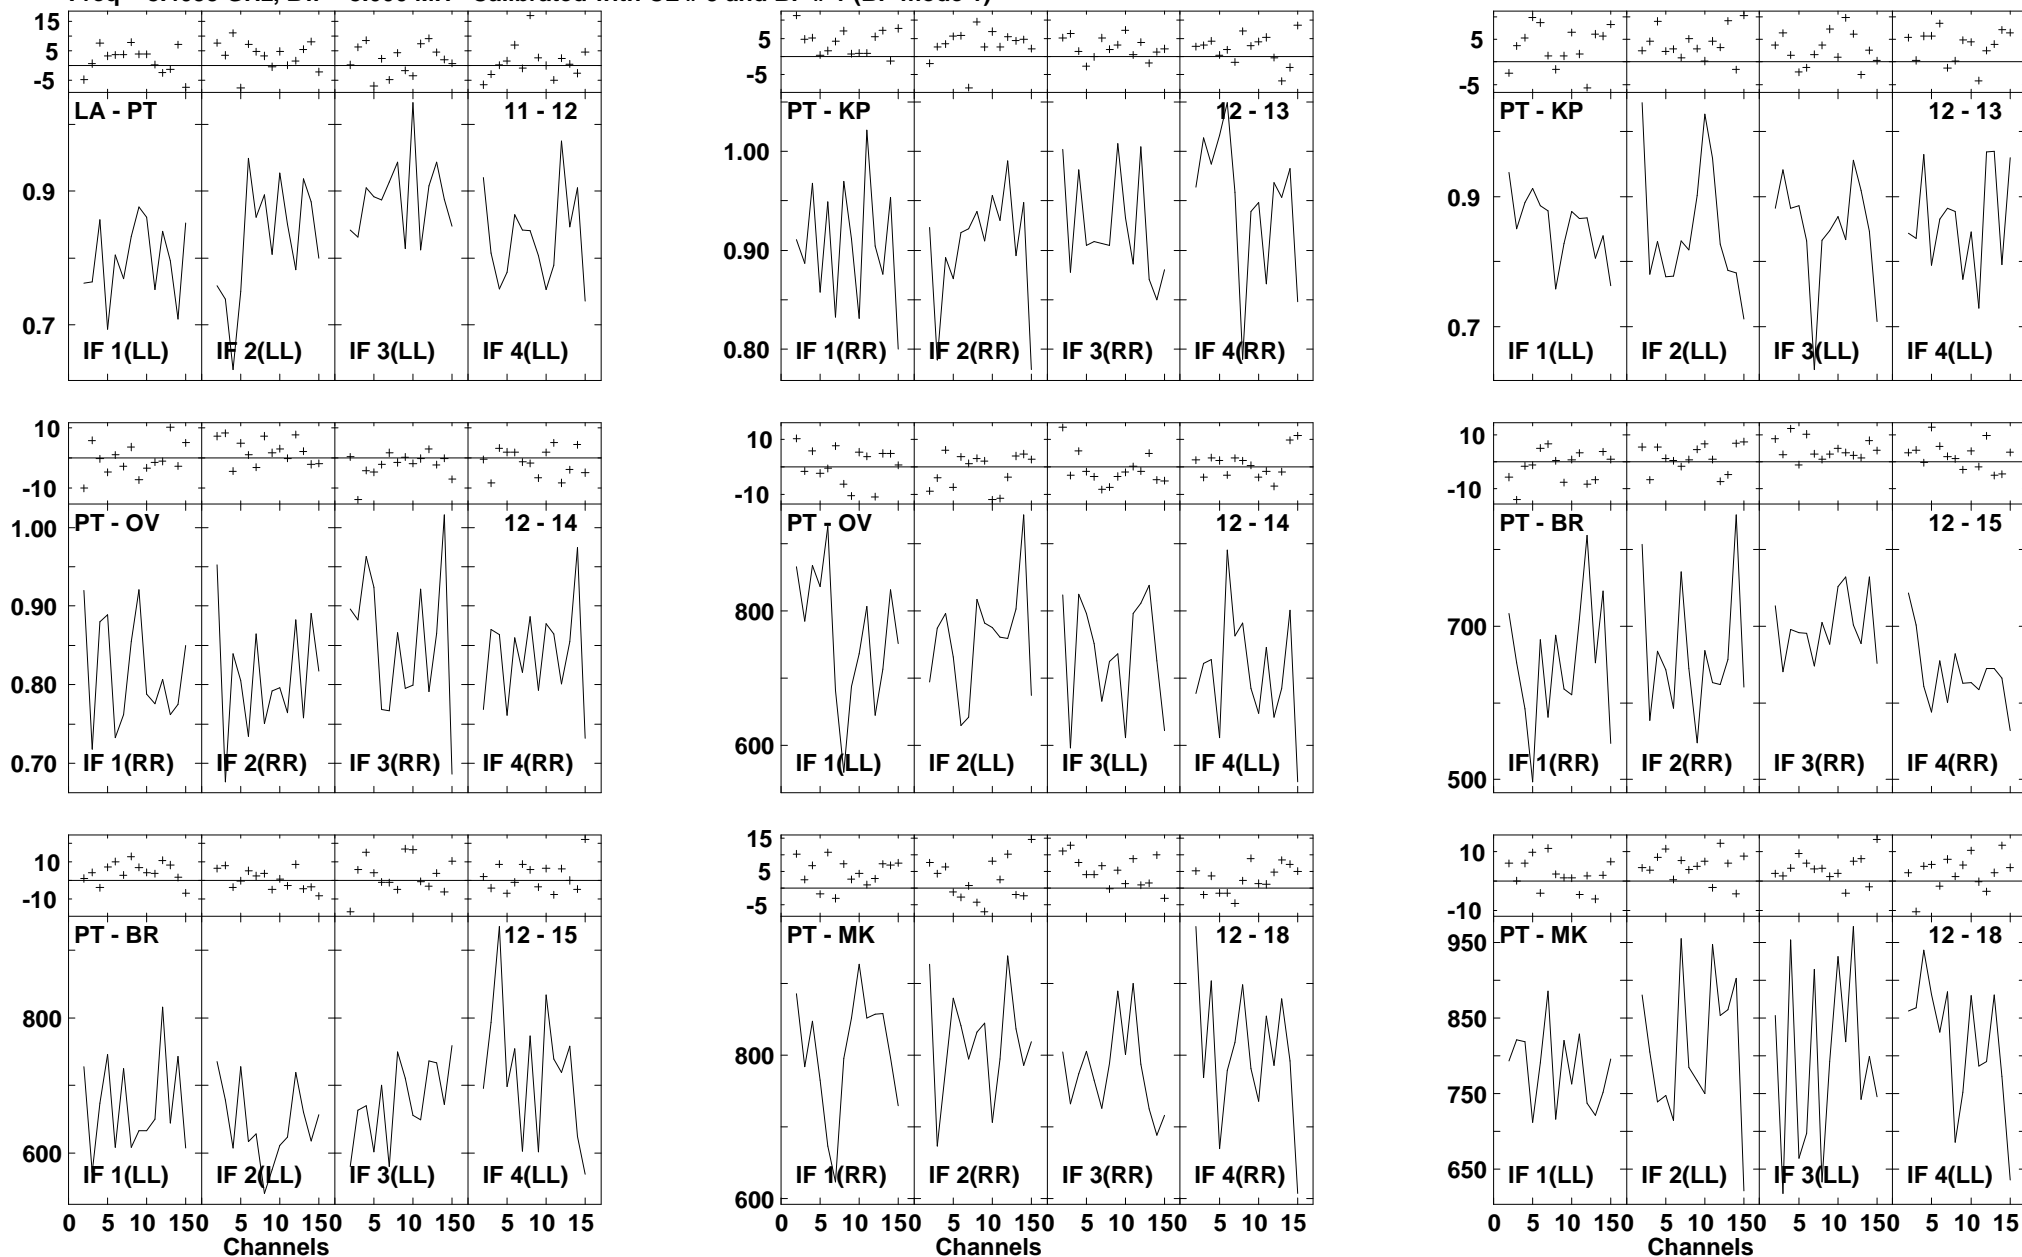 15
5
-5
LA - PT
11 - 12
0.9
0.7
IF 1(LL)
IF 2(LL)
IF 3(LL)
IF 4(LL)
5
-5
PT - KP
12 - 13
1.00
0.90
0.80
IF 1(RR)
IF 2(RR)
IF 3(RR)
IF 4(RR)
5
-5
PT - KP
12 - 13
0.9
0.7
IF 1(LL)
IF 2(LL)
IF 3(LL)
IF 4(LL)
10
-10
PT - OV
12 - 14
1.00
0.90
0.80
0.70
IF 1(RR)
IF 2(RR)
IF 3(RR)
IF 4(RR)
10
-10
PT - OV
12 - 14
800
600
IF 1(LL)
IF 2(LL)
IF 3(LL)
IF 4(LL)
10
-10
PT - BR
12 - 15
700
500
IF 1(RR)
IF 2(RR)
IF 3(RR)
IF 4(RR)
10
-10
PT - BR
12 - 15
800
600
IF 1(LL)
IF 2(LL)
IF 3(LL)
IF 4(LL)
0 5 10 150 5 10 150 5 10 150 5 10 15
Channels
15
5
-5
PT - MK
12 - 18
800
600
IF 1(RR)
IF 2(RR)
IF 3(RR)
IF 4(RR)
0 5 10 150 5 10 150 5 10 150 5 10 15
Channels
10
-10
PT - MK
12 - 18
950
850
750
650
IF 1(LL)
IF 2(LL)
IF 3(LL)
IF 4(LL)
0 5 10 150 5 10 150 5 10 150 5 10 15
Channels